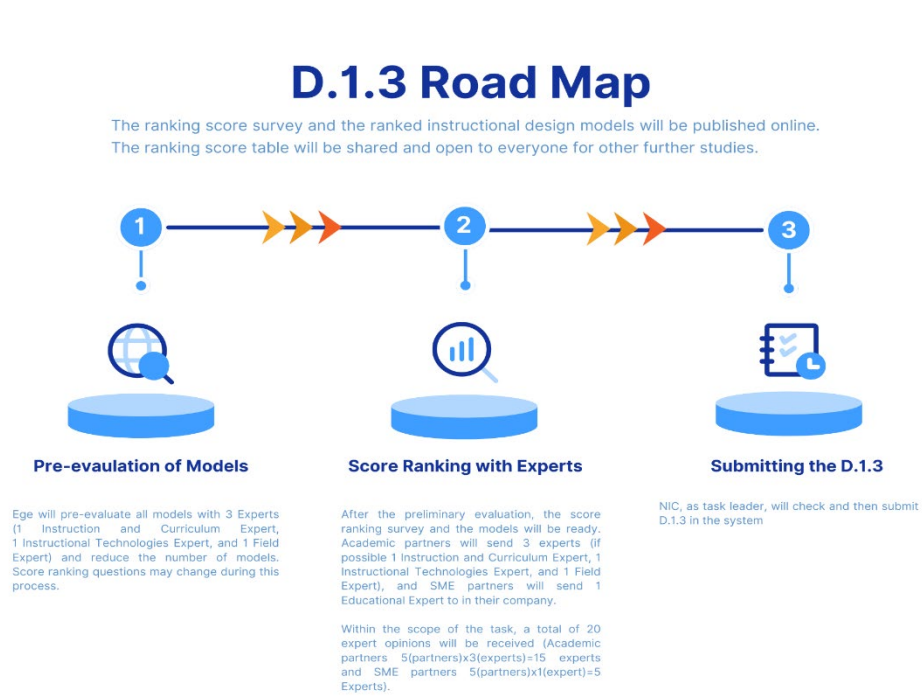 D.1.3 Road Map
The ranking score survey and the ranked instructional design models will be published online.
The ranking score table will be shared and open to everyone for other further studies.
1
2
3
Pre-evaulation of Models
Ege will pre-evaluate all models with 3 Experts
(1 Instruction and Curriculum Expert,
1 Instructional Technologies Expert, and 1 Field
Expert) and reduce the number of models.
Score ranking questions may change during this
process.
Score Ranking with Experts
After the preliminary evaluation, the score
ranking survey and the models will be ready.
Academic partners will send 3 experts (if
possible 1 Instruction and Curriculum Expert, 1
Instructional Technologies Expert, and 1 Field
Expert), and SME partners will send 1
Educational Expert to in their company.
Within the scope of the task, a total of 20
expert opinions will be received (Academic
partners 5(partners)x3(experts)=15 experts
and SME partners 5(partners)x1(expert)=5
Experts).
Submitting the D.1.3
NIC, as task leader, will check and then submit
D.1.3 in the system